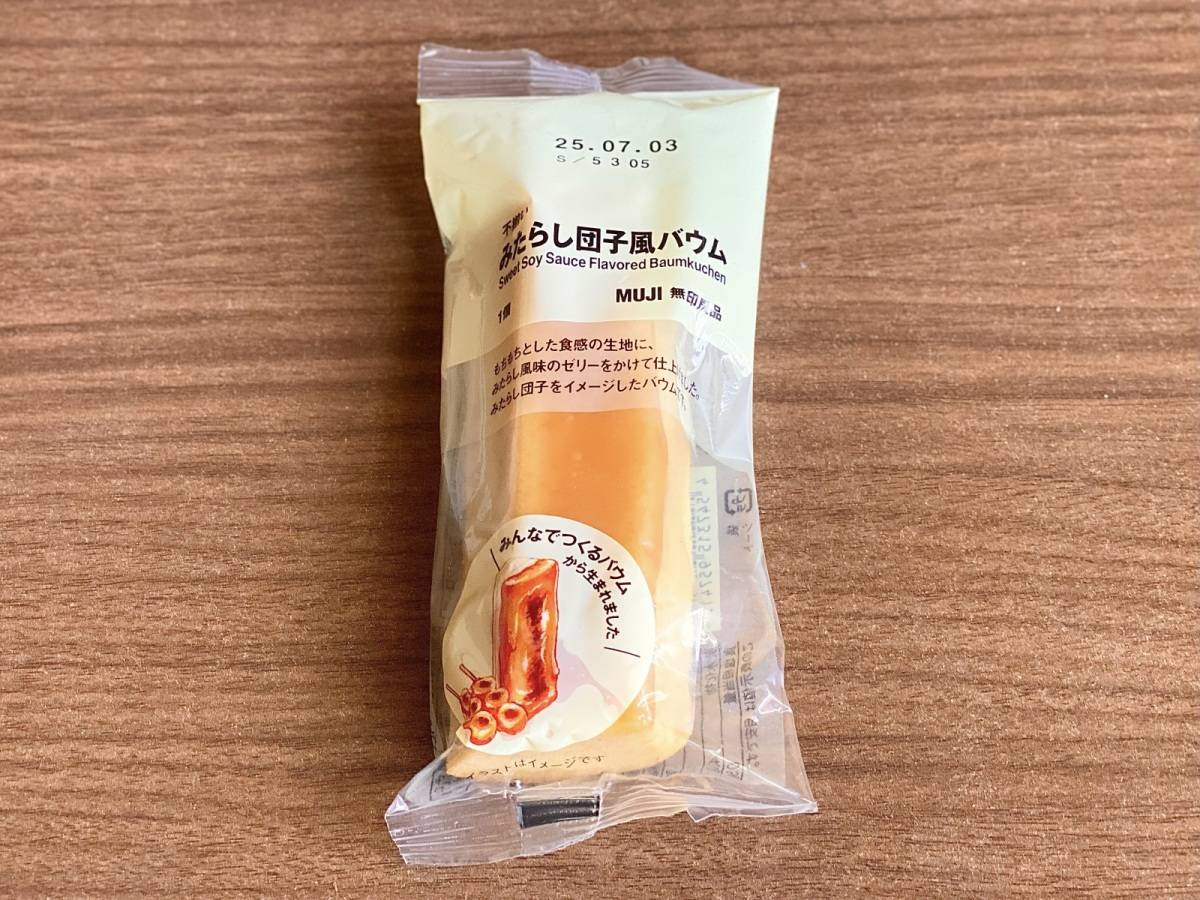 25.07.03
S／5305
不揃い
みたらし団子風バウム
Sweet Soy Sauce Flavored Baumkuchen
MUJI 無印良品
1個
もちもちとした食感の生地に、
みたらし風味のゼリーをかけて仕上げました。
みたらし団子をイメージしたバウムです。
みんなでつくるバウム
から生まれました
イラストはイメージです